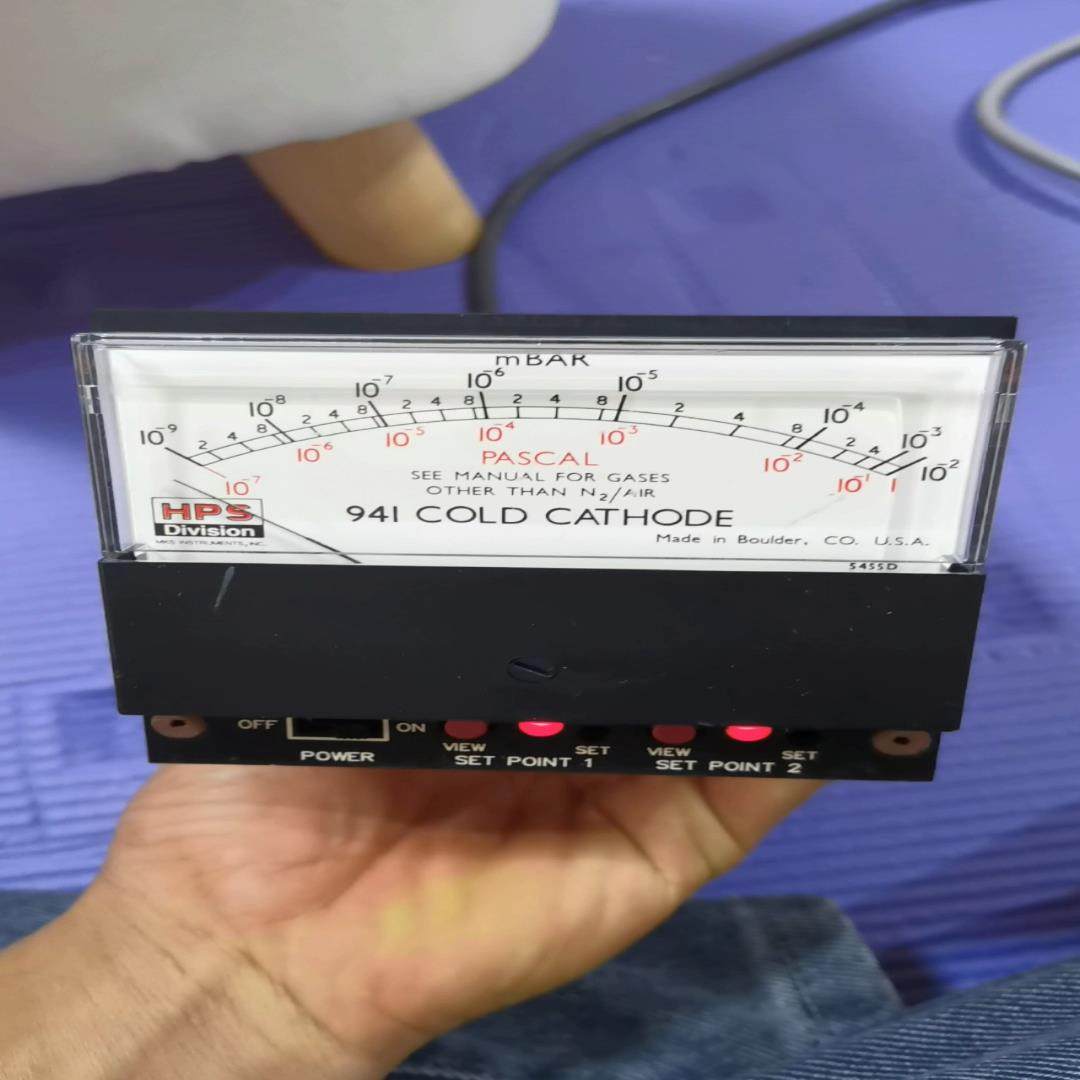 mBAR
10⁻⁹ 2 4 8 10⁻⁸ 2 4 8 10⁻⁷ 2 4 8 10⁻⁶ 2 4 8 10⁻⁵ 2 4 8 10⁻⁴ 2 4 10⁻³ 10⁻²
10⁻⁷ 10⁻⁶ 10⁻⁵ 10⁻⁴ 10⁻³ 10⁻² 10⁻¹ 1
PASCAL
SEE MANUAL FOR GASES
OTHER THAN N₂/AIR
941 COLD CATHODE
HPS
Division
MKS INSTRUMENTS, INC.
Made in Boulder, CO. U.S.A.
5455D
OFF ON
POWER
VIEW SET
SET POINT 1
VIEW SET
SET POINT 2